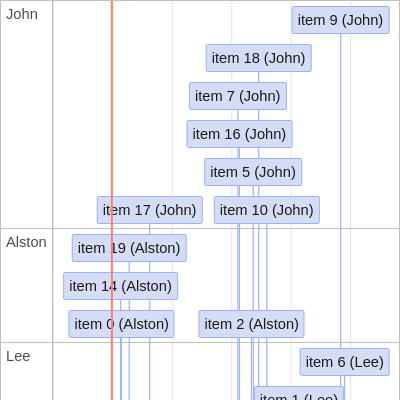 John
item 9 (John)
item 18 (John)
item 7 (John)
item 16 (John)
item 5 (John)
item 17 (John)
item 10 (John)
Alston
item 19 (Alston)
item 14 (Alston)
item 0 (Alston)
item 2 (Alston)
Lee
item 6 (Lee)
item 1 (Lee)